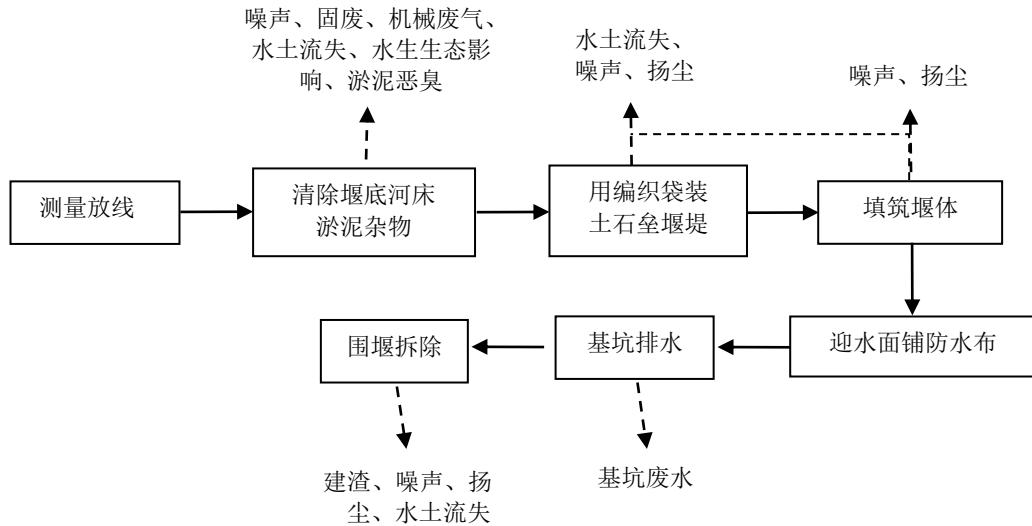 噪声、固废、机械废气、
水土流失、水生生态影
响、淤泥恶臭
水土流失、
噪声、扬尘
噪声、扬尘
测量放线
清除堰底河床
淤泥杂物
用编织袋装
土石垒堰堤
填筑堰体
围堰拆除
基坑排水
迎水面铺防水布
建渣、噪声、扬
尘、水土流失
基坑废水